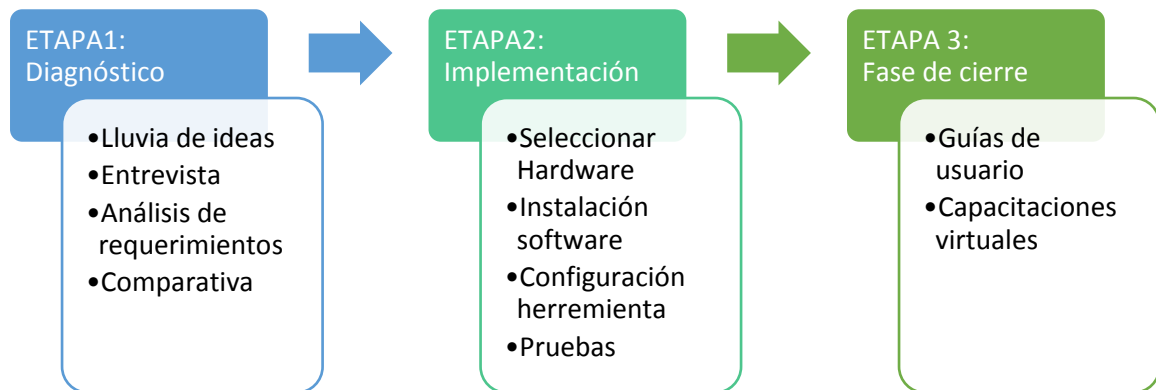 ETAPA1:
Diagnóstico
•Lluvia de ideas
•Entrevista
•Análisis de
requerimientos
•Comparativa
ETAPA2:
Implementación
•Seleccionar
Hardware
•Instalación
software
•Configuración
herremienta
•Pruebas
ETAPA 3:
Fase de cierre
•Guías de
usuario
•Capacitaciones
virtuales